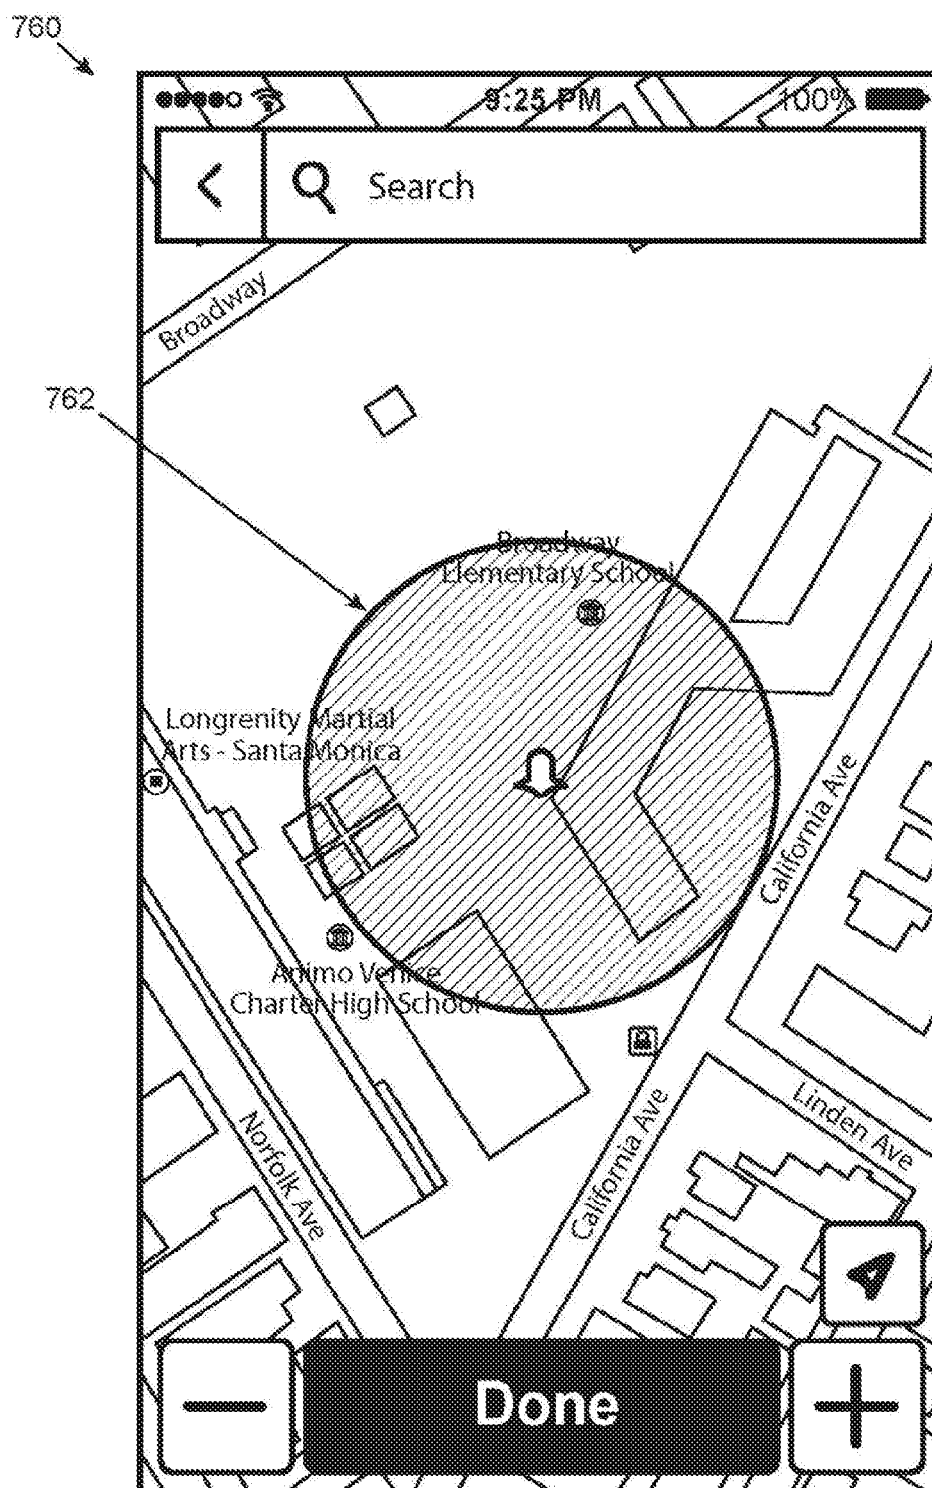 760
9:25 PM
100%
Search
Broadway
762
Broadway
Elementary School
Longrenity Martial
Arts - Santa Monica
California Ave
Animo Venice
Charter High School
Linden Ave
California Ave
Norfolk Ave
Done